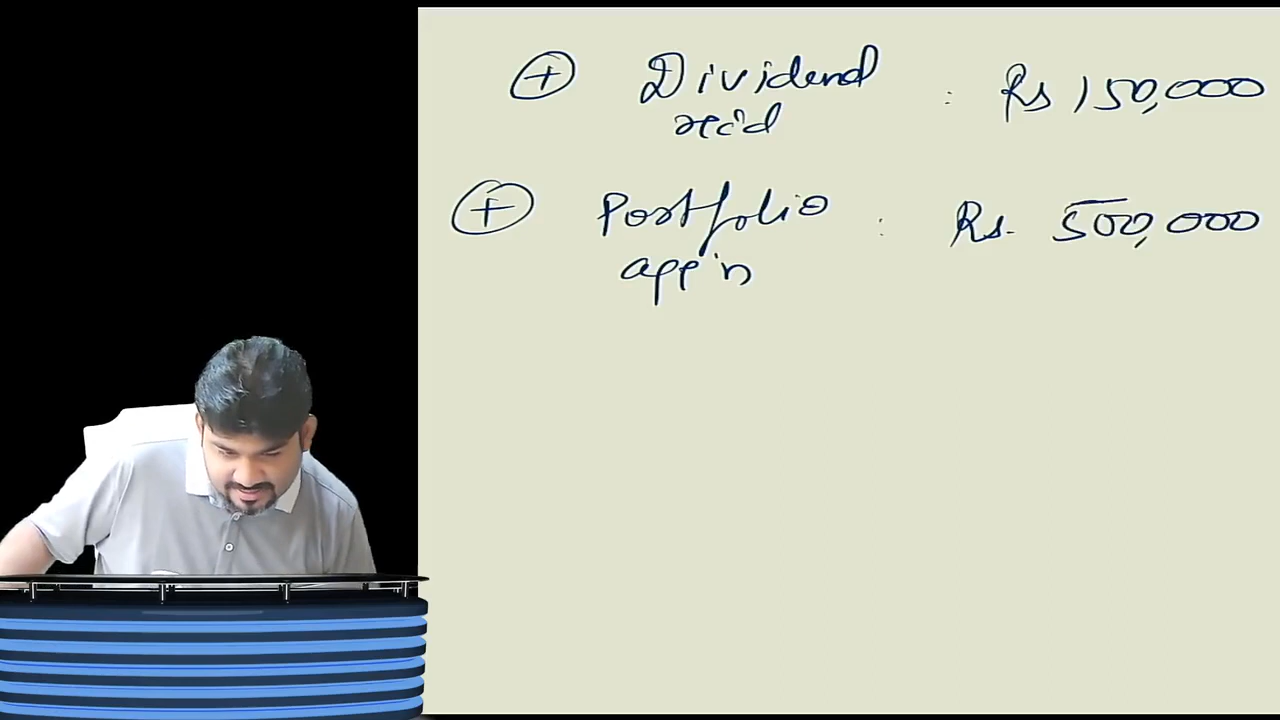 ⊕ Dividend : Rs 150,000
rec'd
⊕ Portfolio : Rs. 500,000
app'n